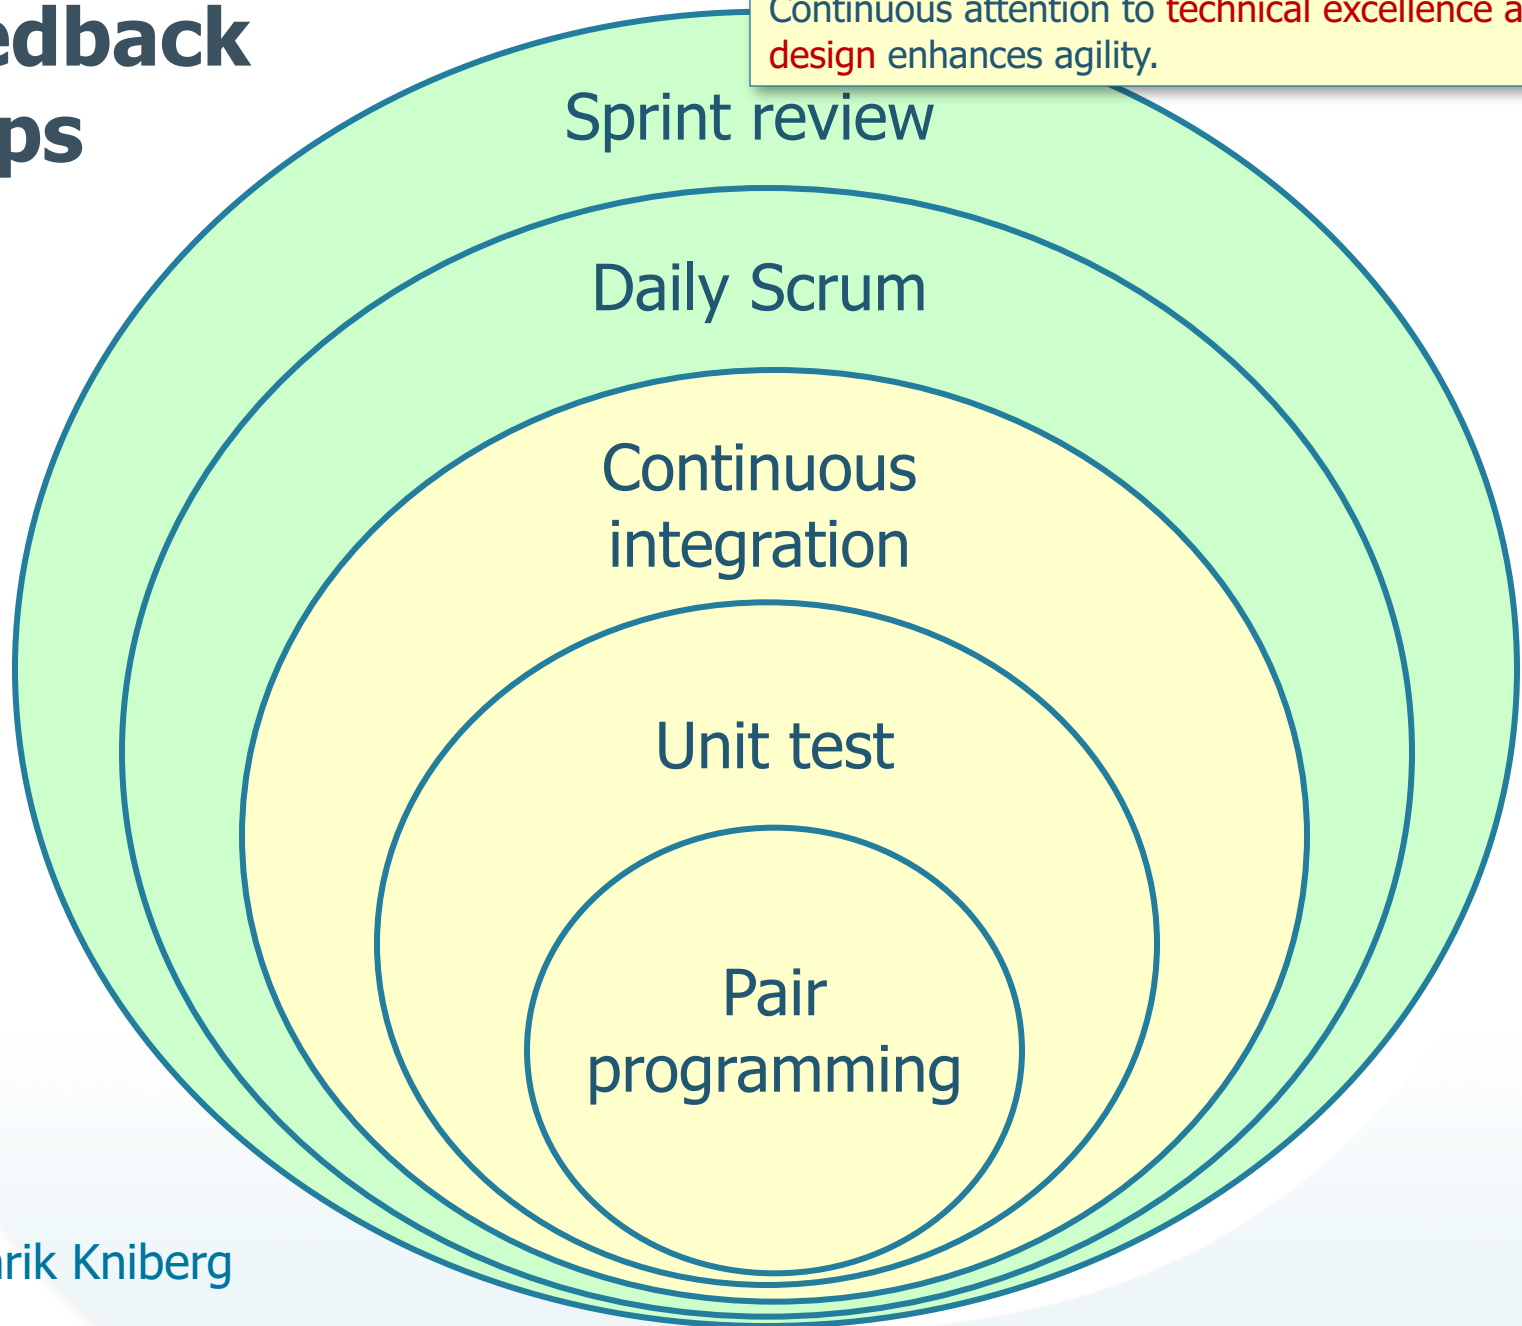 edback
ps
Continuous attention to technical excellence a
design enhances agility.
Sprint review
Daily Scrum
Continuous
integration
Unit test
Pair
programming
rik Kniberg